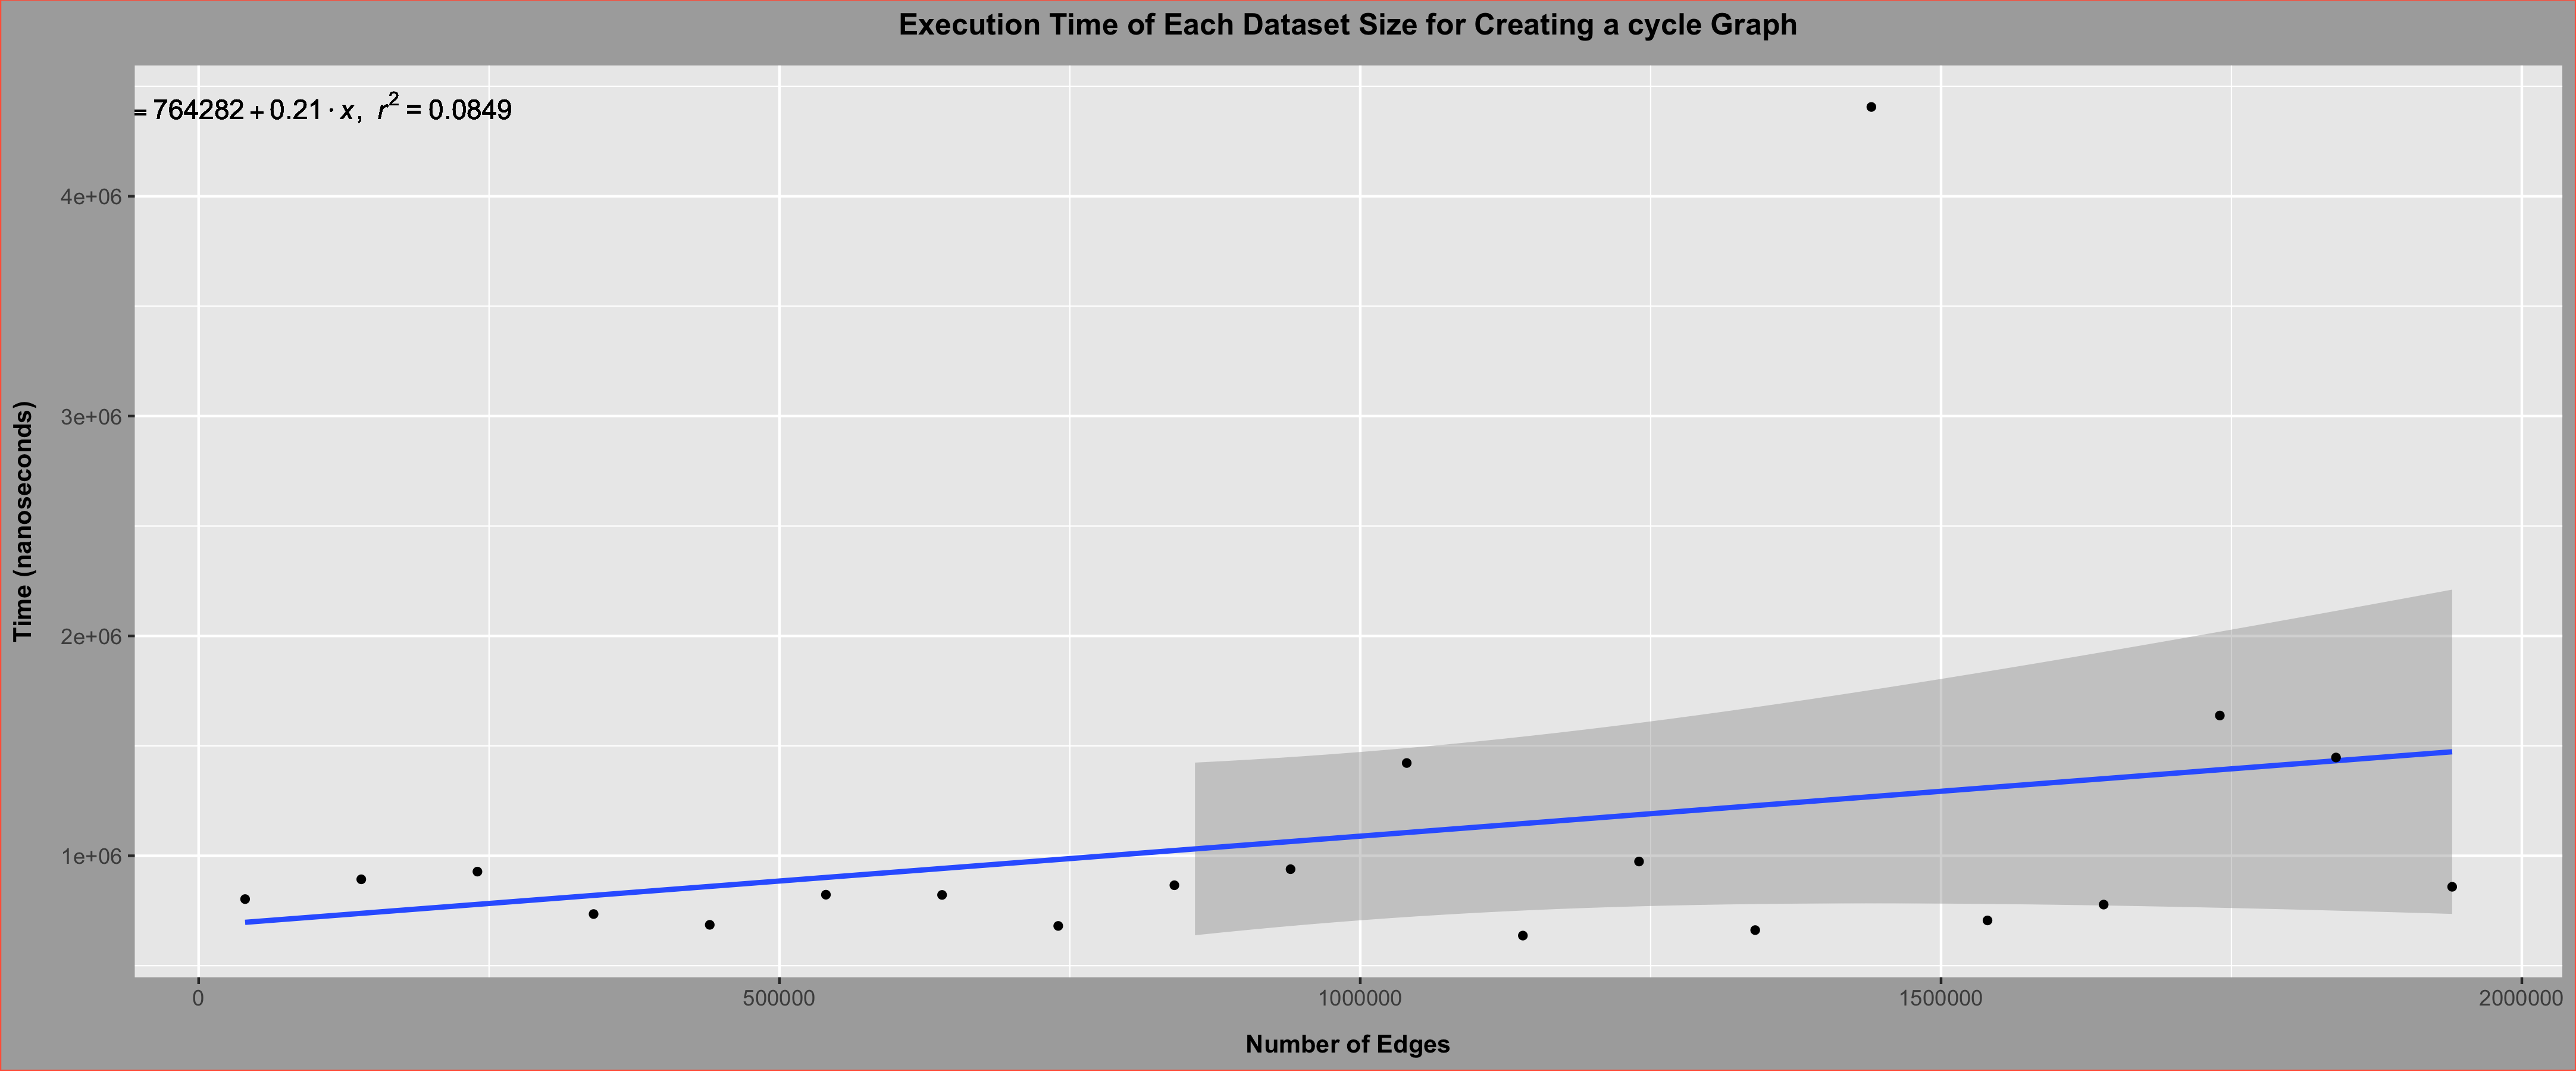 Execution Time of Each Dataset Size for Creating a cycle Graph
= 764282 + 0.21 · x, r² = 0.0849
4e+06
3e+06
2e+06
1e+06
Time (nanoseconds)
0 500000 1000000 1500000 2000000
Number of Edges